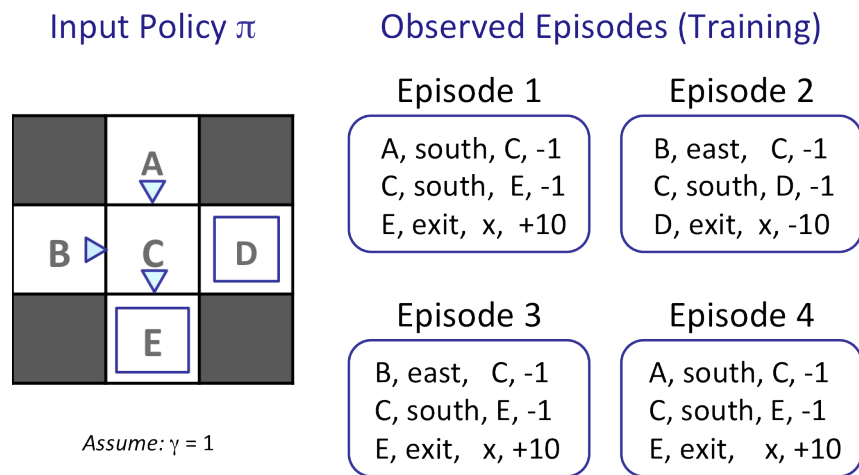 Input Policy π
A
B
C
D
E
Assume: γ = 1
Observed Episodes (Training)
Episode 1
A, south, C, -1
C, south, E, -1
E, exit, x, +10
Episode 2
B, east, C, -1
C, south, D, -1
D, exit, x, -10
Episode 3
B, east, C, -1
C, south, E, -1
E, exit, x, +10
Episode 4
A, south, C, -1
C, south, E, -1
E, exit, x, +10